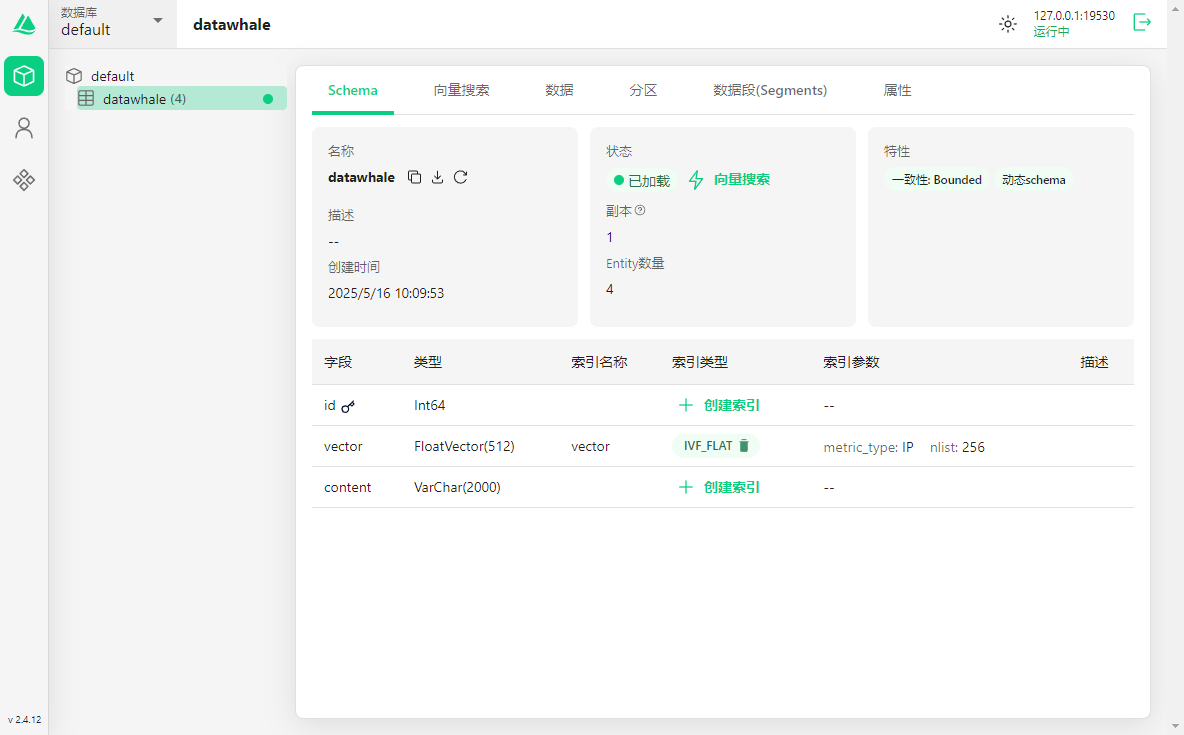 数据库
default
datawhale
127.0.0.1:19530
运行中
default
datawhale (4)
Schema 向量搜索 数据 分区 数据段(Segments) 属性
名称
datawhale
描述
--
创建时间
2025/5/16 10:09:53
状态
已加载 向量搜索
副本
1
Entity数量
4
特性
一致性: Bounded 动态schema
字段 类型 索引名称 索引类型 索引参数 描述
id Int64 创建索引 --
vector FloatVector(512) vector IVF_FLAT metric_type: IP nlist: 256
content VarChar(2000) 创建索引 --
v 2.4.12